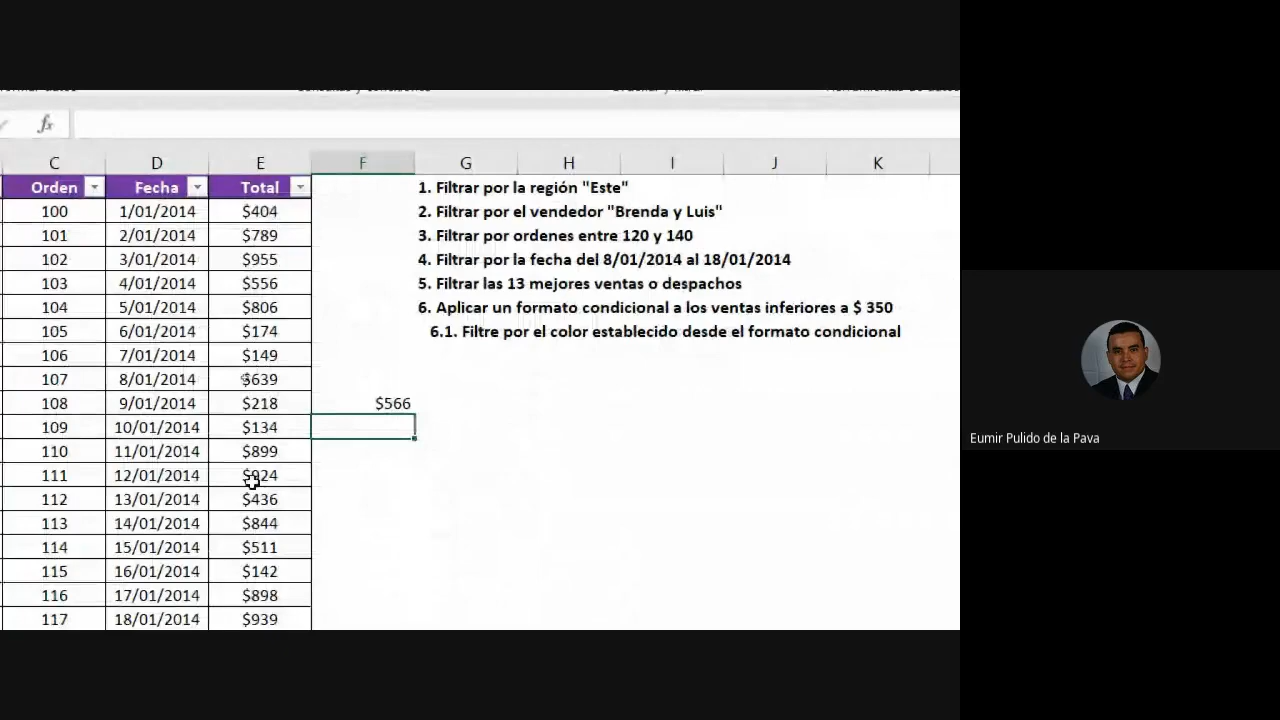 fx
C D E F G H I J K
Orden Fecha Total
100 1/01/2014 $404
101 2/01/2014 $789
102 3/01/2014 $955
103 4/01/2014 $556
104 5/01/2014 $806
105 6/01/2014 $174
106 7/01/2014 $149
107 8/01/2014 $639
108 9/01/2014 $218 $566
109 10/01/2014 $134
110 11/01/2014 $899
111 12/01/2014
112 13/01/2014 $436
113 14/01/2014 $844
114 15/01/2014 $511
115 16/01/2014 $142
116 17/01/2014 $898
117 18/01/2014 $939
1. Filtrar por la región "Este"
2. Filtrar por el vendedor "Brenda y Luis"
3. Filtrar por ordenes entre 120 y 140
4. Filtrar por la fecha del 8/01/2014 al 18/01/2014
5. Filtrar las 13 mejores ventas o despachos
6. Aplicar un formato condicional a los ventas inferiores a $ 350
6.1. Filtre por el color establecido desde el formato condicional
Eumir Pulido de la Pava